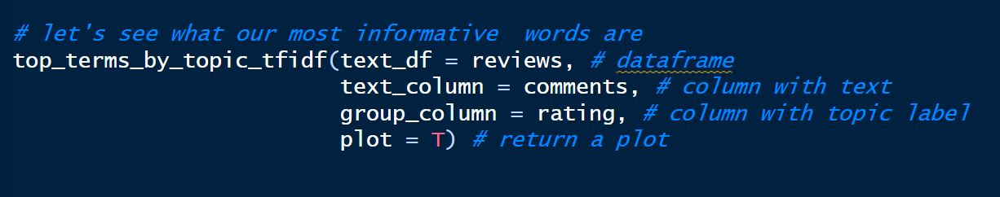 # let's see what our most informative  words are
top_terms_by_topic_tfidf(text_df = reviews, # dataframe
                         text_column = comments, # column with text
                         group_column = rating, # column with topic label
                         plot = T) # return a plot